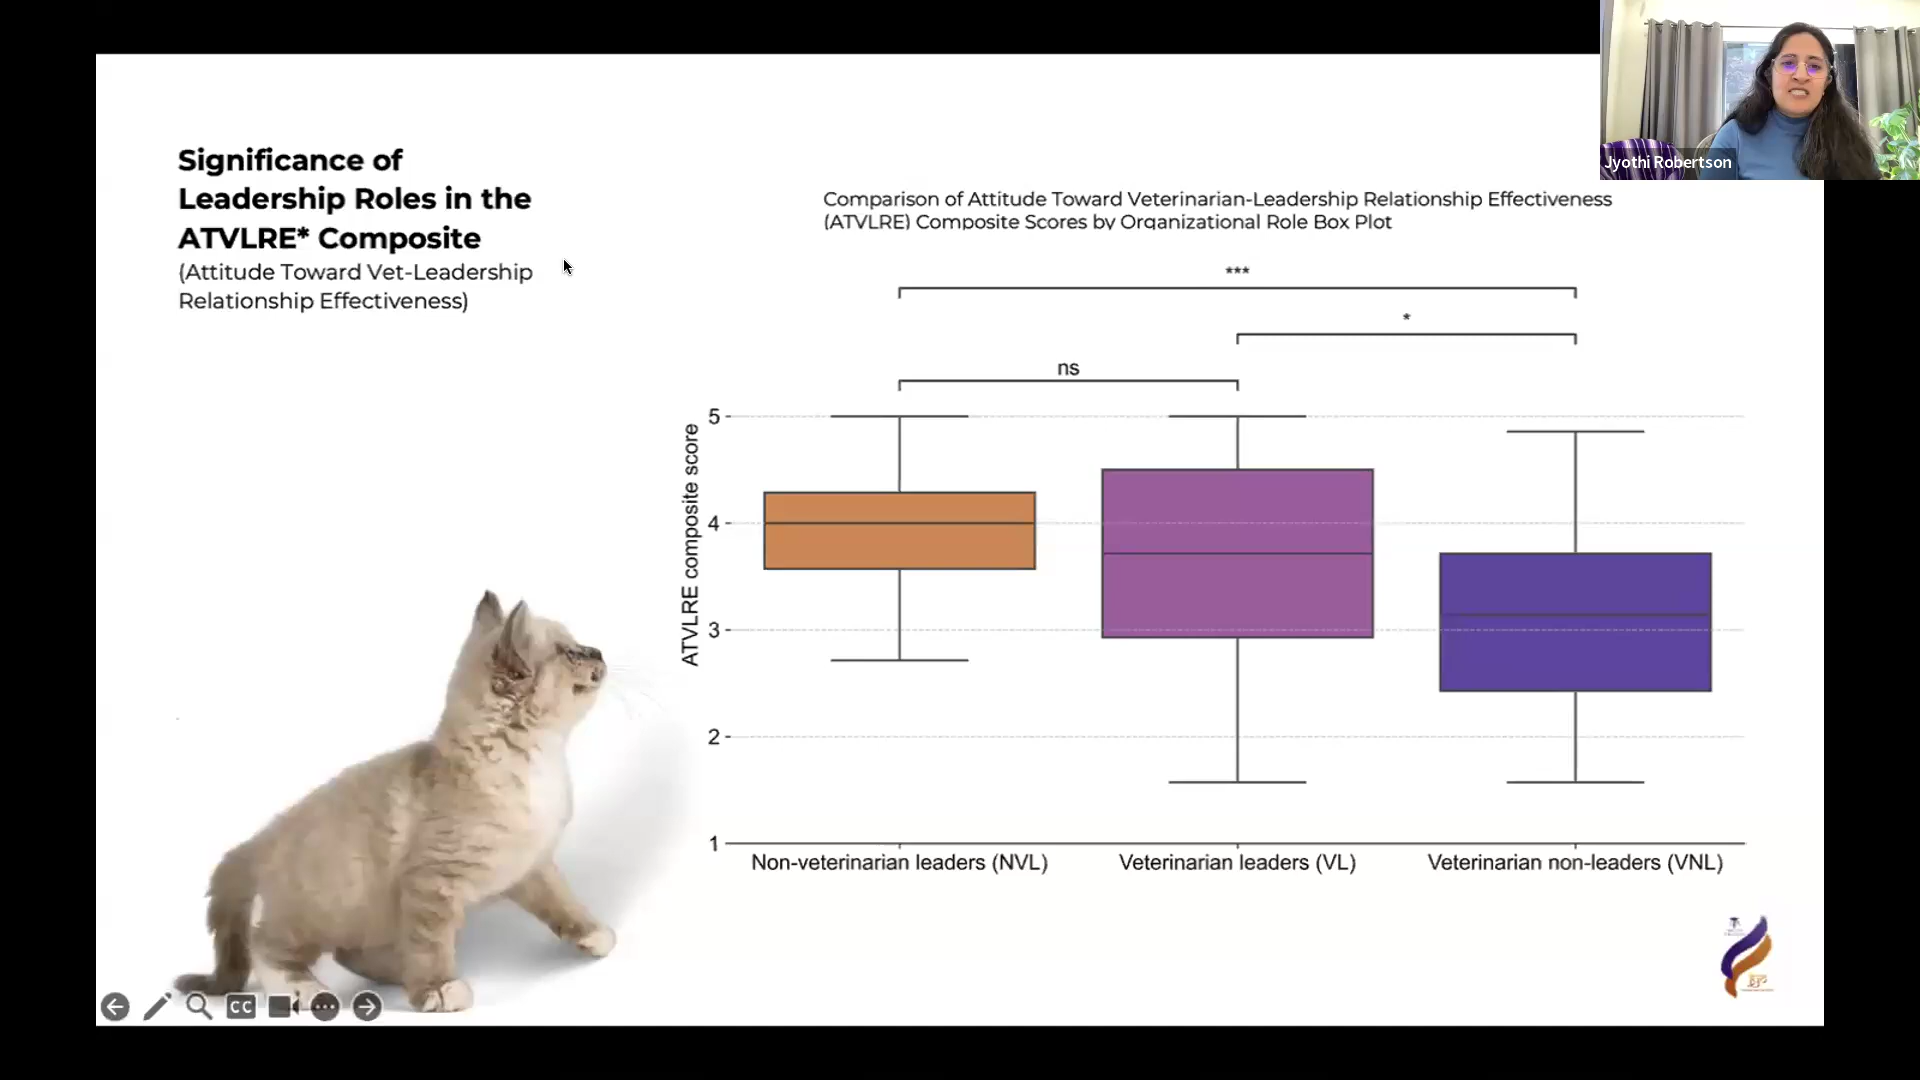 Jyothi Robertson
Significance of
Leadership Roles in the
ATVLRE* Composite
(Attitude Toward Vet-Leadership
Relationship Effectiveness)
Comparison of Attitude Toward Veterinarian-Leadership Relationship Effectiveness
(ATVLRE) Composite Scores by Organizational Role Box Plot
***
*
ns
ATVLRE composite score
5
4
3
2
1
Non-veterinarian leaders (NVL)
Veterinarian leaders (VL)
Veterinarian non-leaders (VNL)
CC